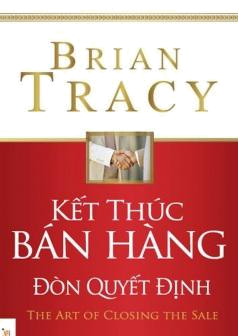 BRIAN
TRACY
KẾT THÚC
BÁN HÀNG
ĐÒN QUYẾT ĐỊNH
THE ART OF CLOSING THE SALE